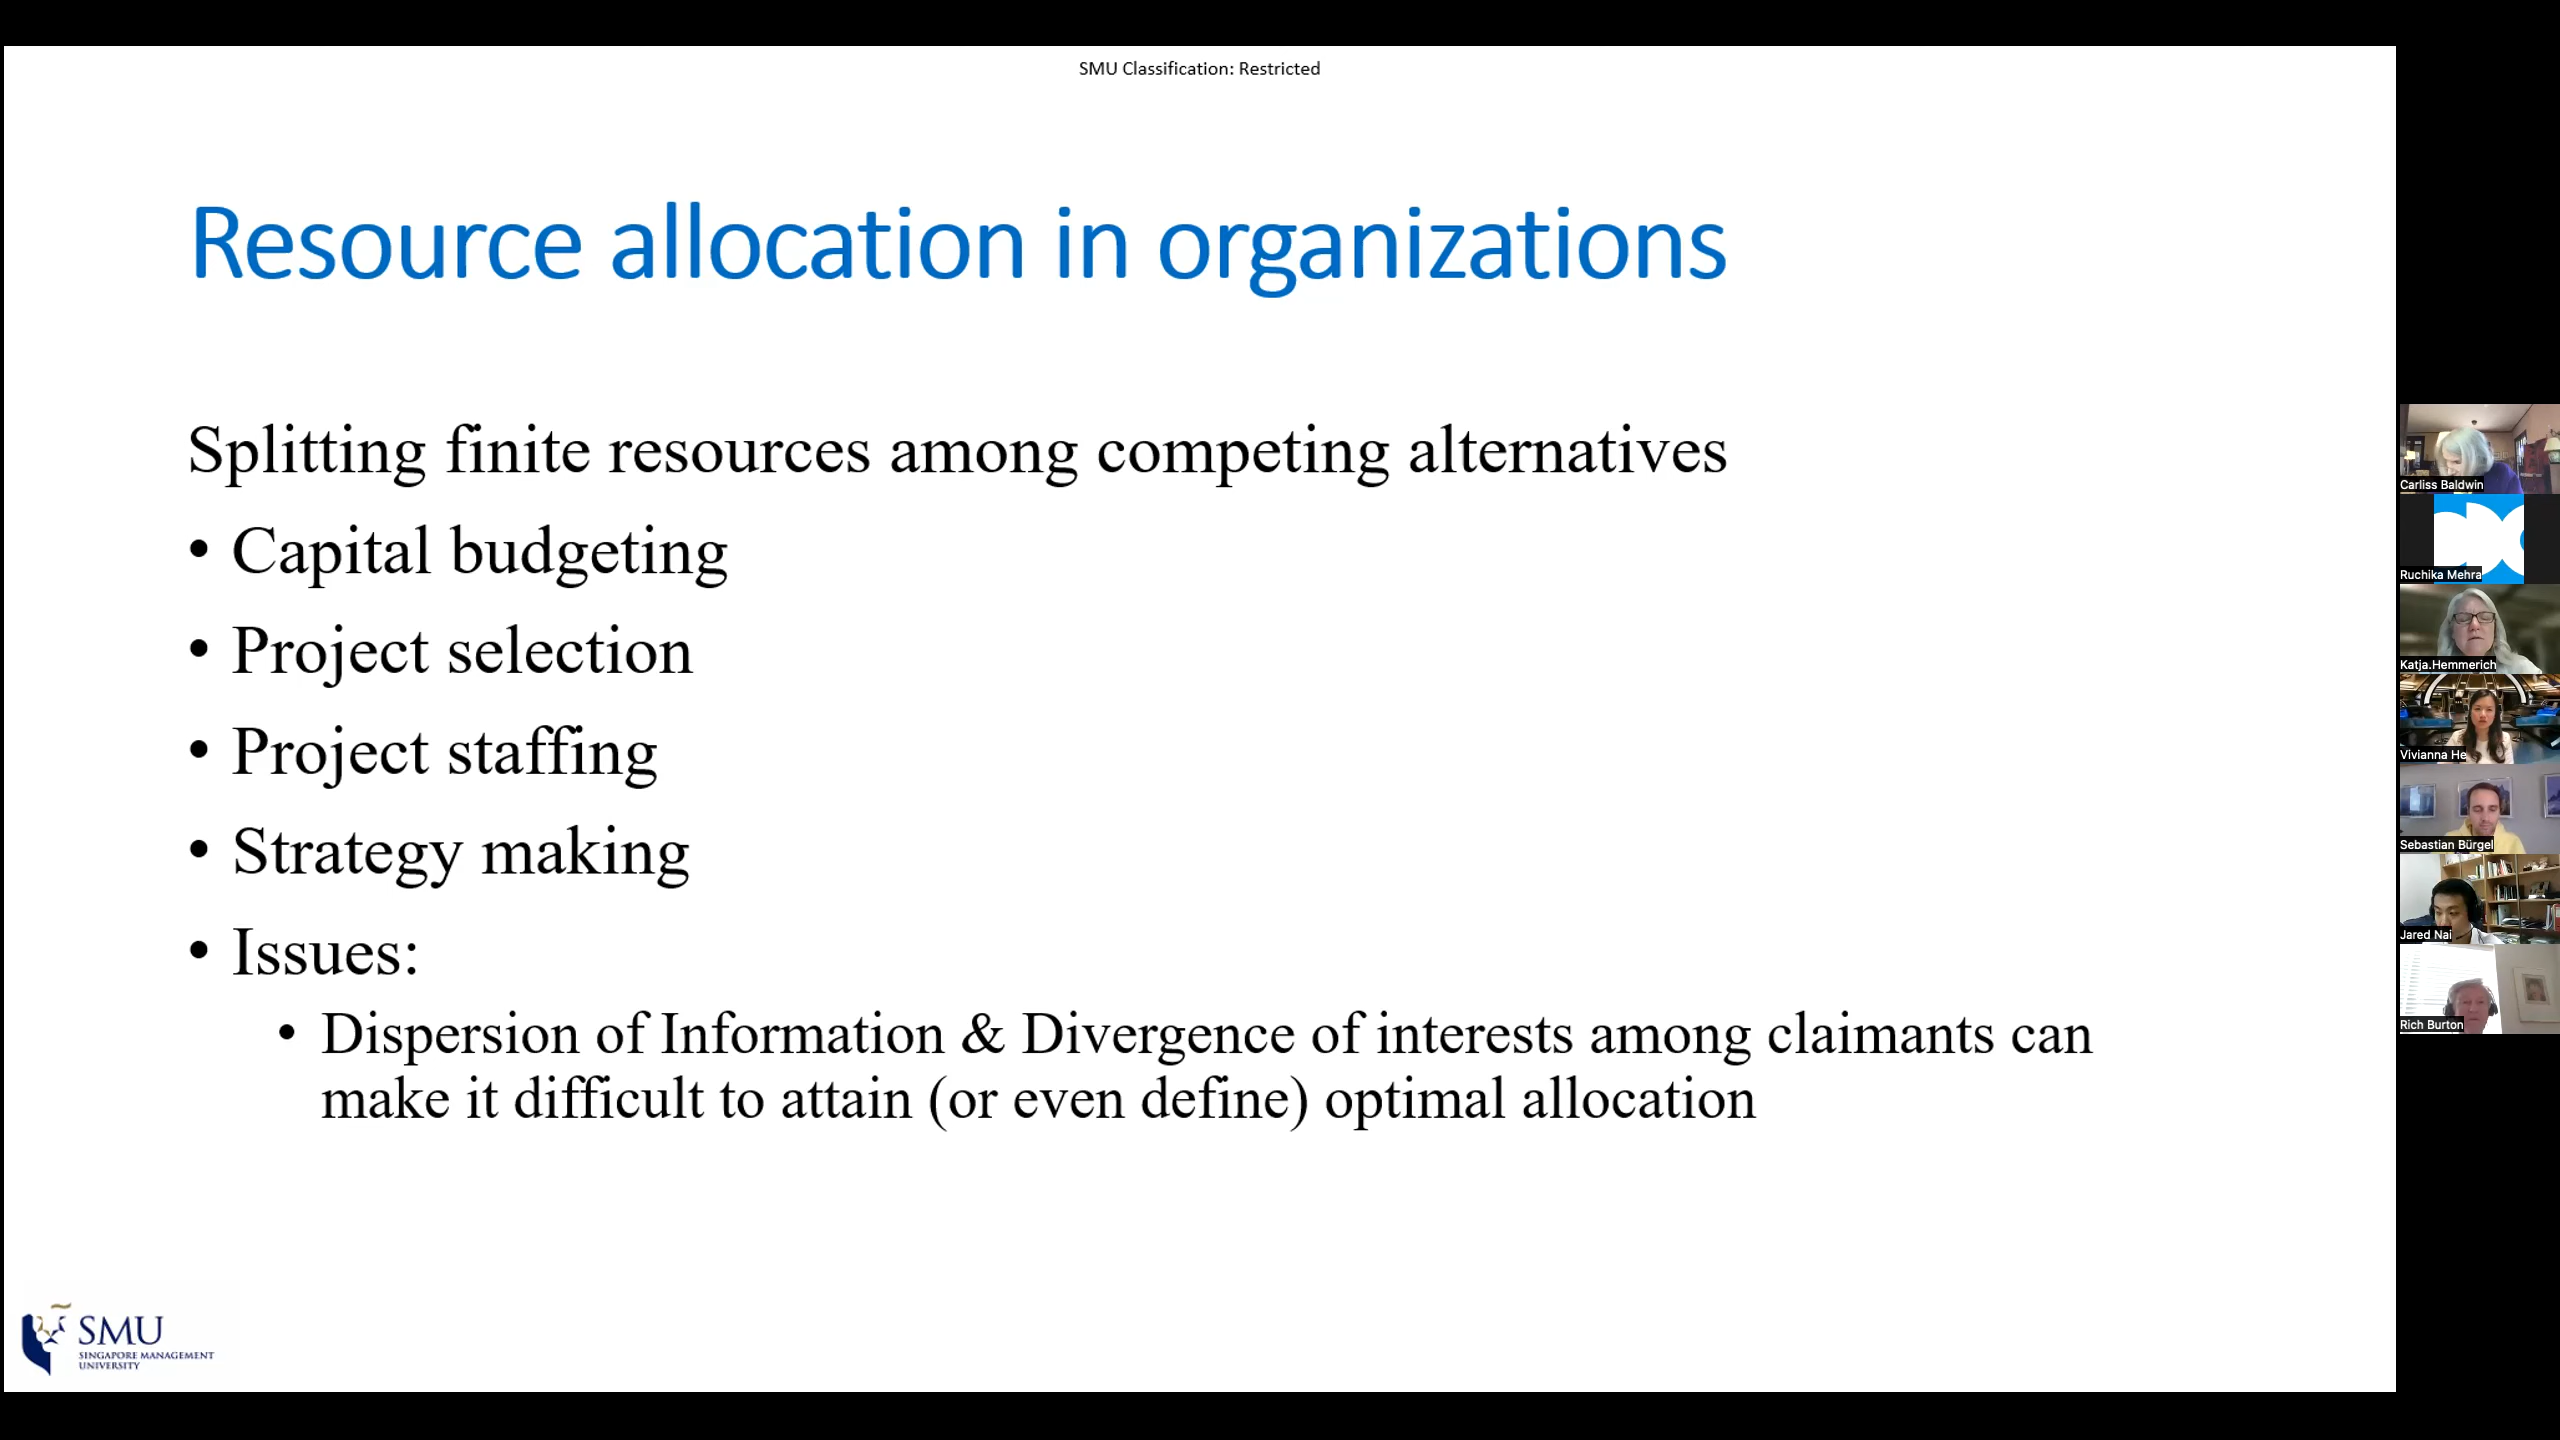 SMU Classification: Restricted
Resource allocation in organizations
Splitting finite resources among competing alternatives
• Capital budgeting
• Project selection
• Project staffing
• Strategy making
• Issues:
• Dispersion of Information & Divergence of interests among claimants can
make it difficult to attain (or even define) optimal allocation
SMU
SINGAPORE MANAGEMENT
UNIVERSITY
Carliss Baldwin
Ruchika Mehra
Katja.Hemmerich
Vivianna He
Sebastian Bürgel
Jared Nai
Rich Burton